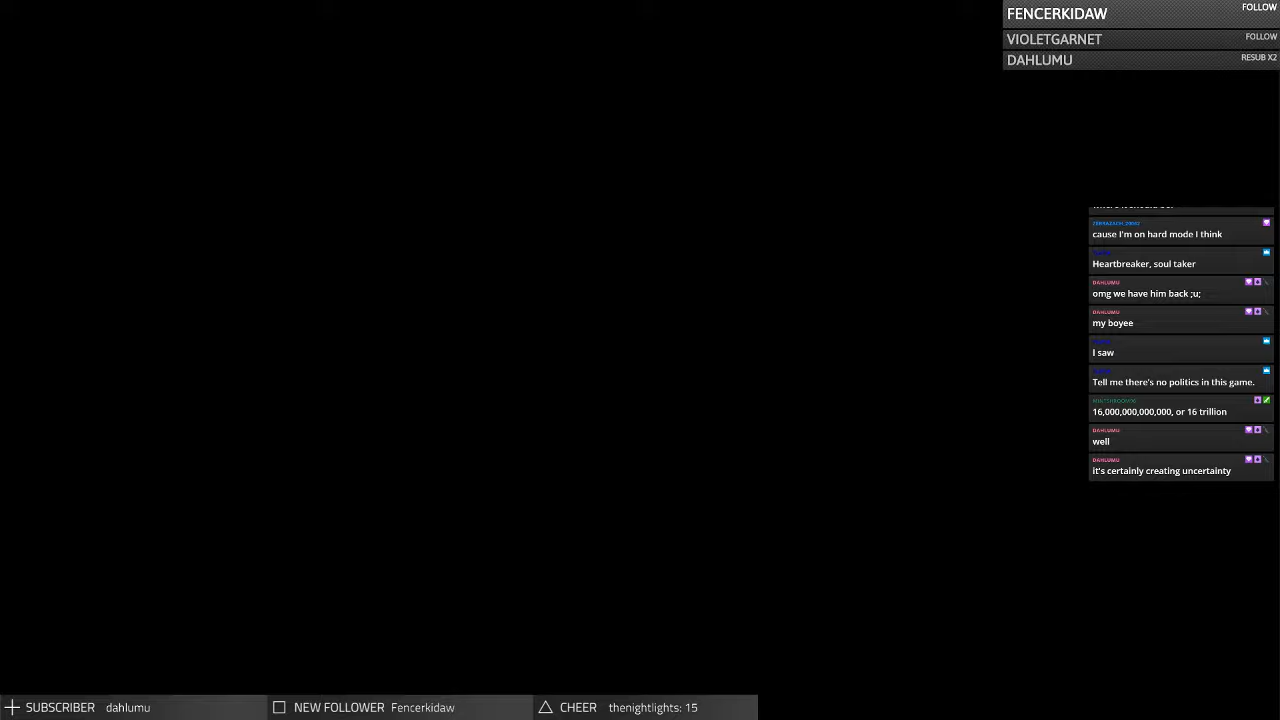 FENCERKIDAW FOLLOW
VIOLETGARNET FOLLOW
DAHLUMU RESUB X2
cause I'm on hard mode I think
Heartbreaker, soul taker
DAHLUMU
omg we have him back ;u;
DAHLUMU
my boyee
I saw
Tell me there's no politics in this game.
16,000,000,000,000, or 16 trillion
DAHLUMU
well
DAHLUMU
it's certainly creating uncertainty
SUBSCRIBER dahlumu NEW FOLLOWER Fencerkidaw CHEER thenightlights: 15